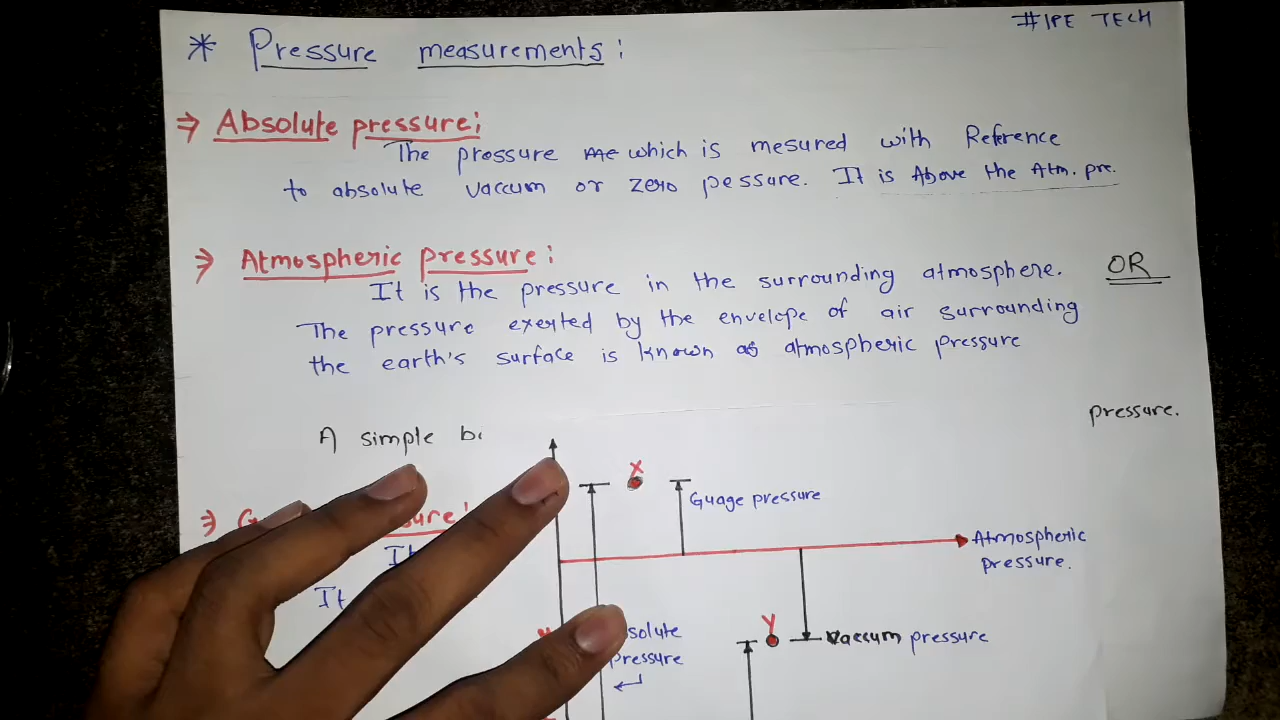 #IPE TECH
* Pressure measurements:
⇒ Absolute pressure:
The pressure which is mesured with Reference
to absolute vaccum or zero pessure. It is Above the Atm. pre.
⇒ Atmospheric pressure:
It is the pressure in the surrounding atmosphere. OR
The pressure exerted by the envelope of air surrounding
the earth's surface is known as atmospheric pressure
pressure.
A simple
X
Guage pressure
It
Atmospheric
pressure.
It
Y
Vaccum pressure
pressure